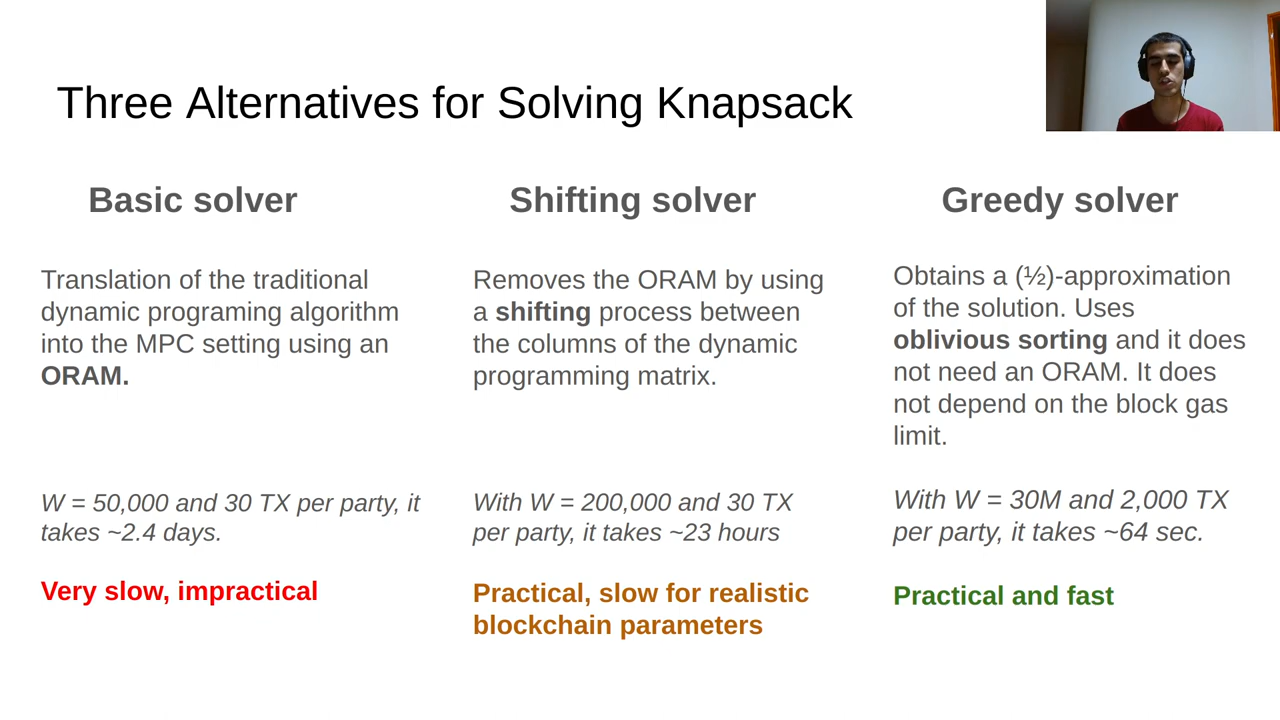 Three Alternatives for Solving Knapsack
Basic solver
Translation of the traditional
dynamic programing algorithm
into the MPC setting using an
ORAM.
W = 50,000 and 30 TX per party, it
takes ~2.4 days.
Very slow, impractical
Shifting solver
Removes the ORAM by using
a shifting process between
the columns of the dynamic
programming matrix.
With W = 200,000 and 30 TX
per party, it takes ~23 hours
Practical, slow for realistic
blockchain parameters
Greedy solver
Obtains a (½)-approximation
of the solution. Uses
oblivious sorting and it does
not need an ORAM. It does
not depend on the block gas
limit.
With W = 30M and 2,000 TX
per party, it takes ~64 sec.
Practical and fast